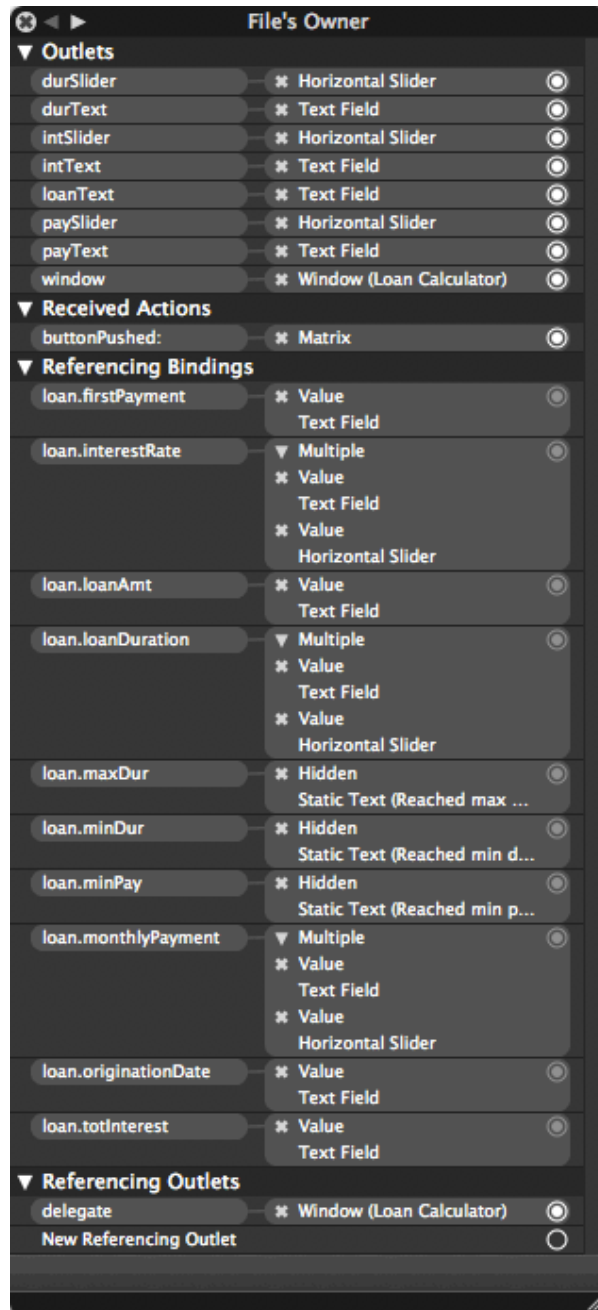 File's Owner
Outlets
durSlider Horizontal Slider
durText Text Field
intSlider Horizontal Slider
intText Text Field
loanText Text Field
paySlider Horizontal Slider
payText Text Field
window Window (Loan Calculator)
Received Actions
buttonPushed: Matrix
Referencing Bindings
loan.firstPayment Value
Text Field
loan.interestRate Multiple
Value
Text Field
Value
Horizontal Slider
loan.loanAmt Value
Text Field
loan.loanDuration Multiple
Value
Text Field
Value
Horizontal Slider
loan.maxDur Hidden
Static Text (Reached max ...
loan.minDur Hidden
Static Text (Reached min d...
loan.minPay Hidden
Static Text (Reached min p...
loan.monthlyPayment Multiple
Value
Text Field
Value
Horizontal Slider
loan.originationDate Value
Text Field
loan.totInterest Value
Text Field
Referencing Outlets
delegate Window (Loan Calculator)
New Referencing Outlet